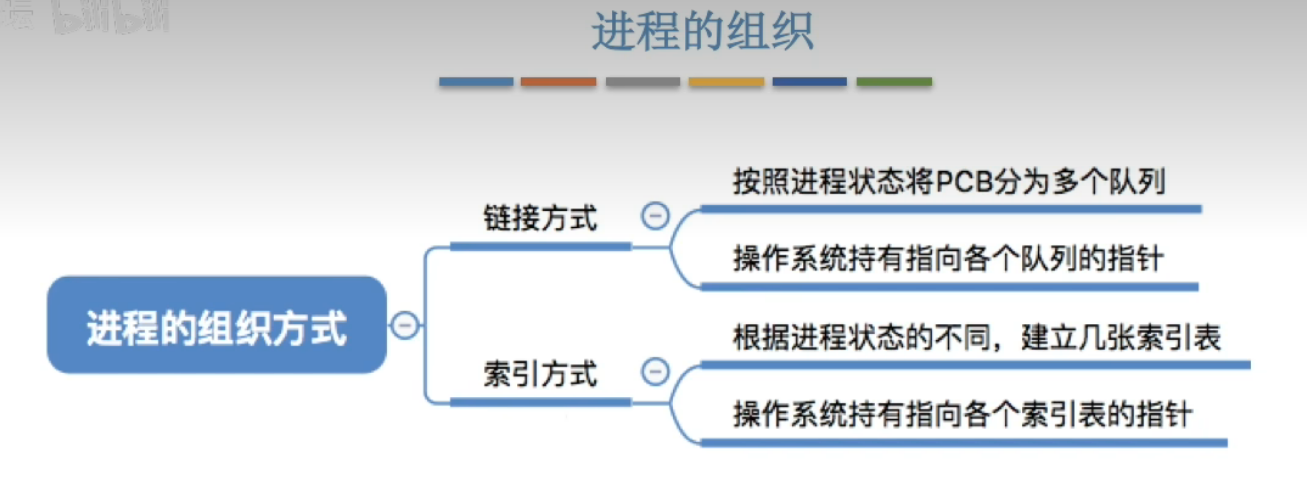 bilibili
进程的组织
链接方式
按照进程状态将PCB分为多个队列
操作系统持有指向各个队列的指针
进程的组织方式
索引方式
根据进程状态的不同，建立几张索引表
操作系统持有指向各个索引表的指针